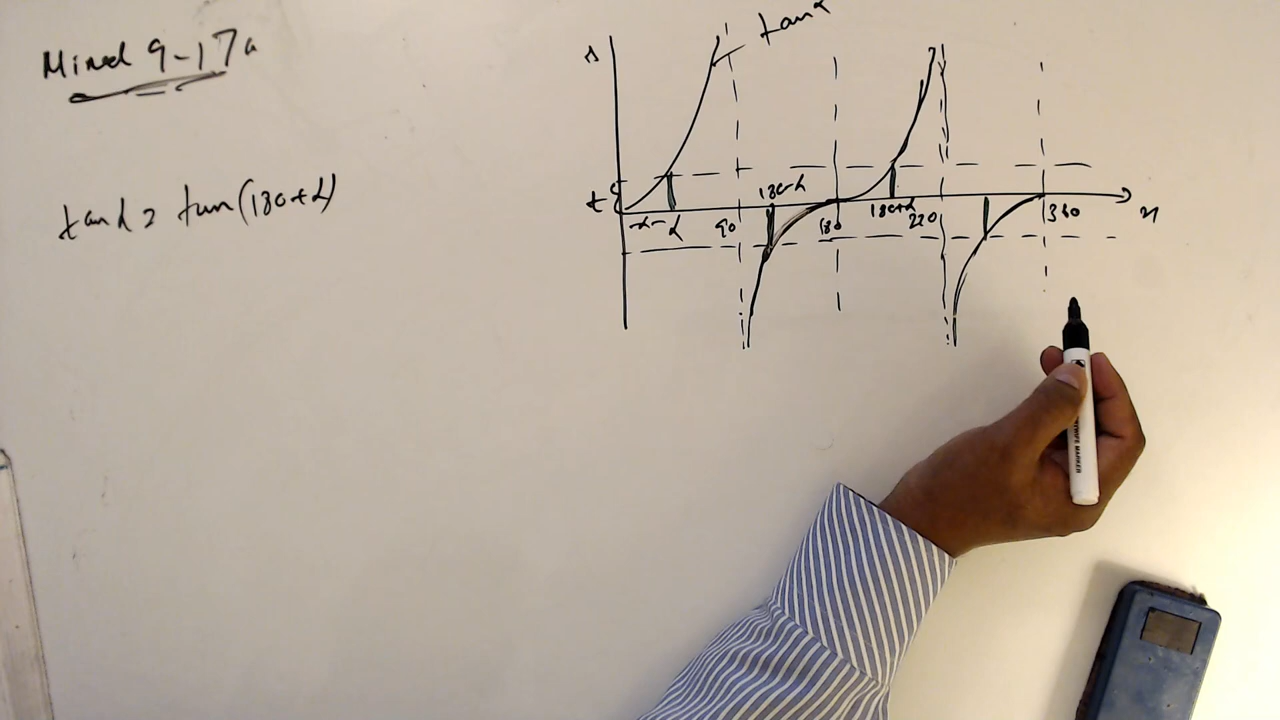 Mixed 9-17a
tan α
tan α = tan(180+α)
180-α
-α-
α
90
180
180+α
270
360
x